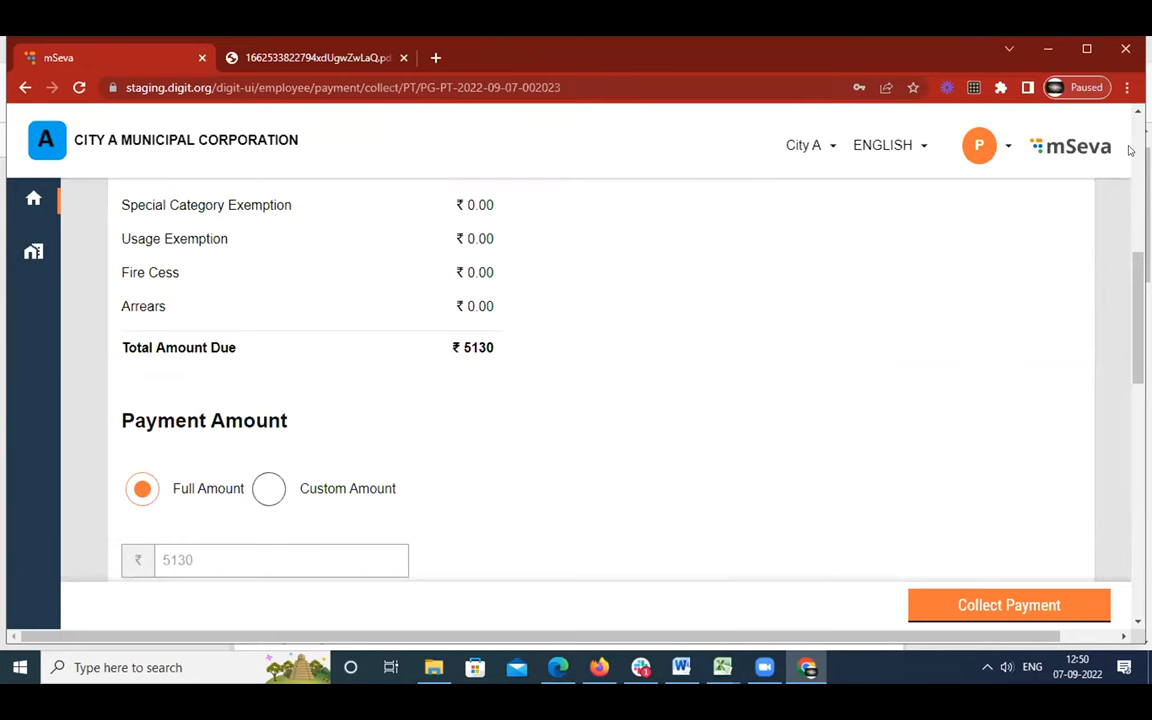 mSeva
1662533822794xdUgwZwLaQ.pd
staging.digit.org/digit-ui/employee/payment/collect/PT/PG-PT-2022-09-07-002023
Paused
A
CITY A MUNICIPAL CORPORATION
City A
ENGLISH
P
mSeva
Special Category Exemption ₹ 0.00
Usage Exemption ₹ 0.00
Fire Cess ₹ 0.00
Arrears ₹ 0.00
Total Amount Due ₹ 5130
Payment Amount
Full Amount
Custom Amount
₹ 5130
Collect Payment
Type here to search
ENG
12:50
07-09-2022